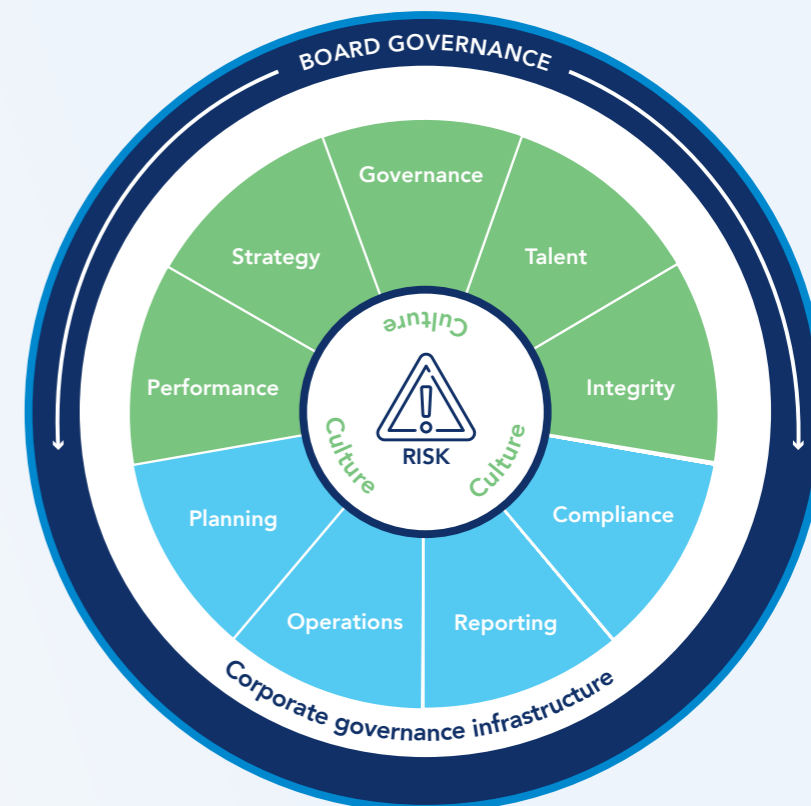 BOARD GOVERNANCE
Governance
Strategy
Talent
Performance
Integrity
Culture
RISK
Culture
Culture
Planning
Compliance
Operations
Reporting
Corporate governance infrastructure